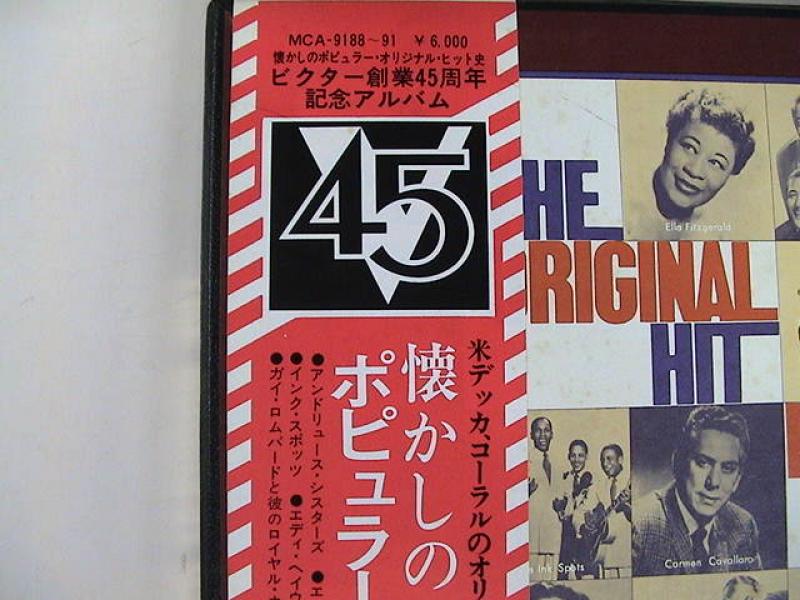 MCA-9188～91 ￥6,000
懐かしのポピュラー・オリジナル・ヒット史
ビクター創業45周年
記念アルバム
45
米デッカ、コーラルのオリ
懐かしの
ポピュラー
●アンドリュース・シスターズ ●エ
●インク・スポッツ ●エディ・ヘイウ
●ガイ・ロムバードと彼のロイヤル・カ
HE
ORIGINAL
HIT
Ella Fitzgerald
Ink Spots
Carmen Cavallaro